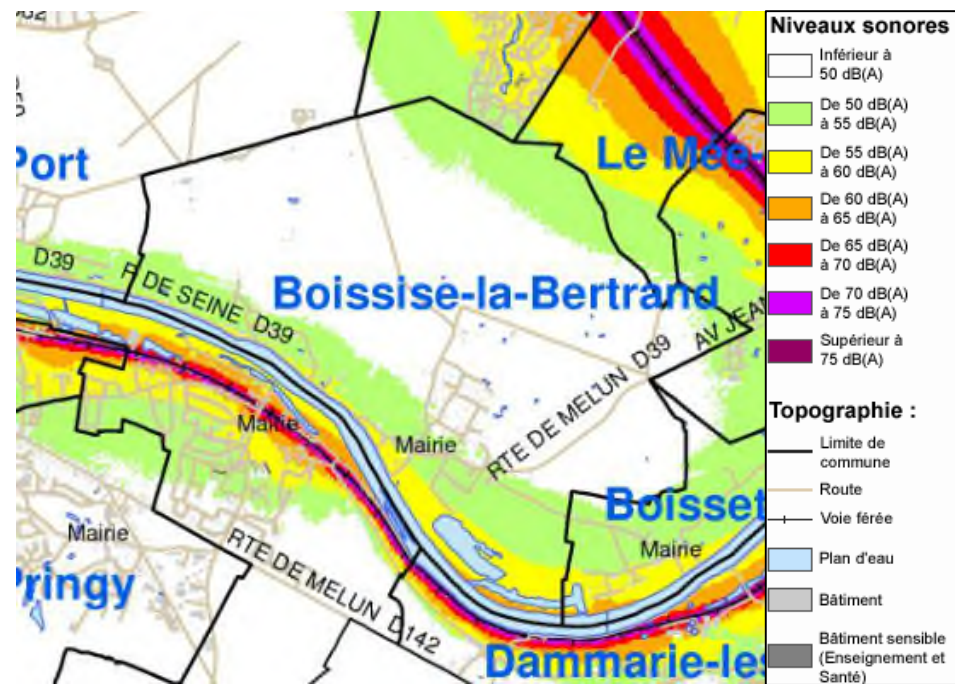 Port
Le Mée-
D39
R DE SEINE D39
Boissise-la-Bertrand
AV JEAN
RTE DE MELUN D39
Mairie
Mairie
Boisset
Mairie
Mairie
Pringy
RTE DE MELUN D142
Dammarie-les
Niveaux sonores
Inférieur à
50 dB(A)
De 50 dB(A)
à 55 dB(A)
De 55 dB(A)
à 60 dB(A)
De 60 dB(A)
à 65 dB(A)
De 65 dB(A)
à 70 dB(A)
De 70 dB(A)
à 75 dB(A)
Supérieur à
75 dB(A)
Topographie :
Limite de
commune
Route
Voie férée
Plan d'eau
Bâtiment
Bâtiment sensible
(Enseignement et
Santé)